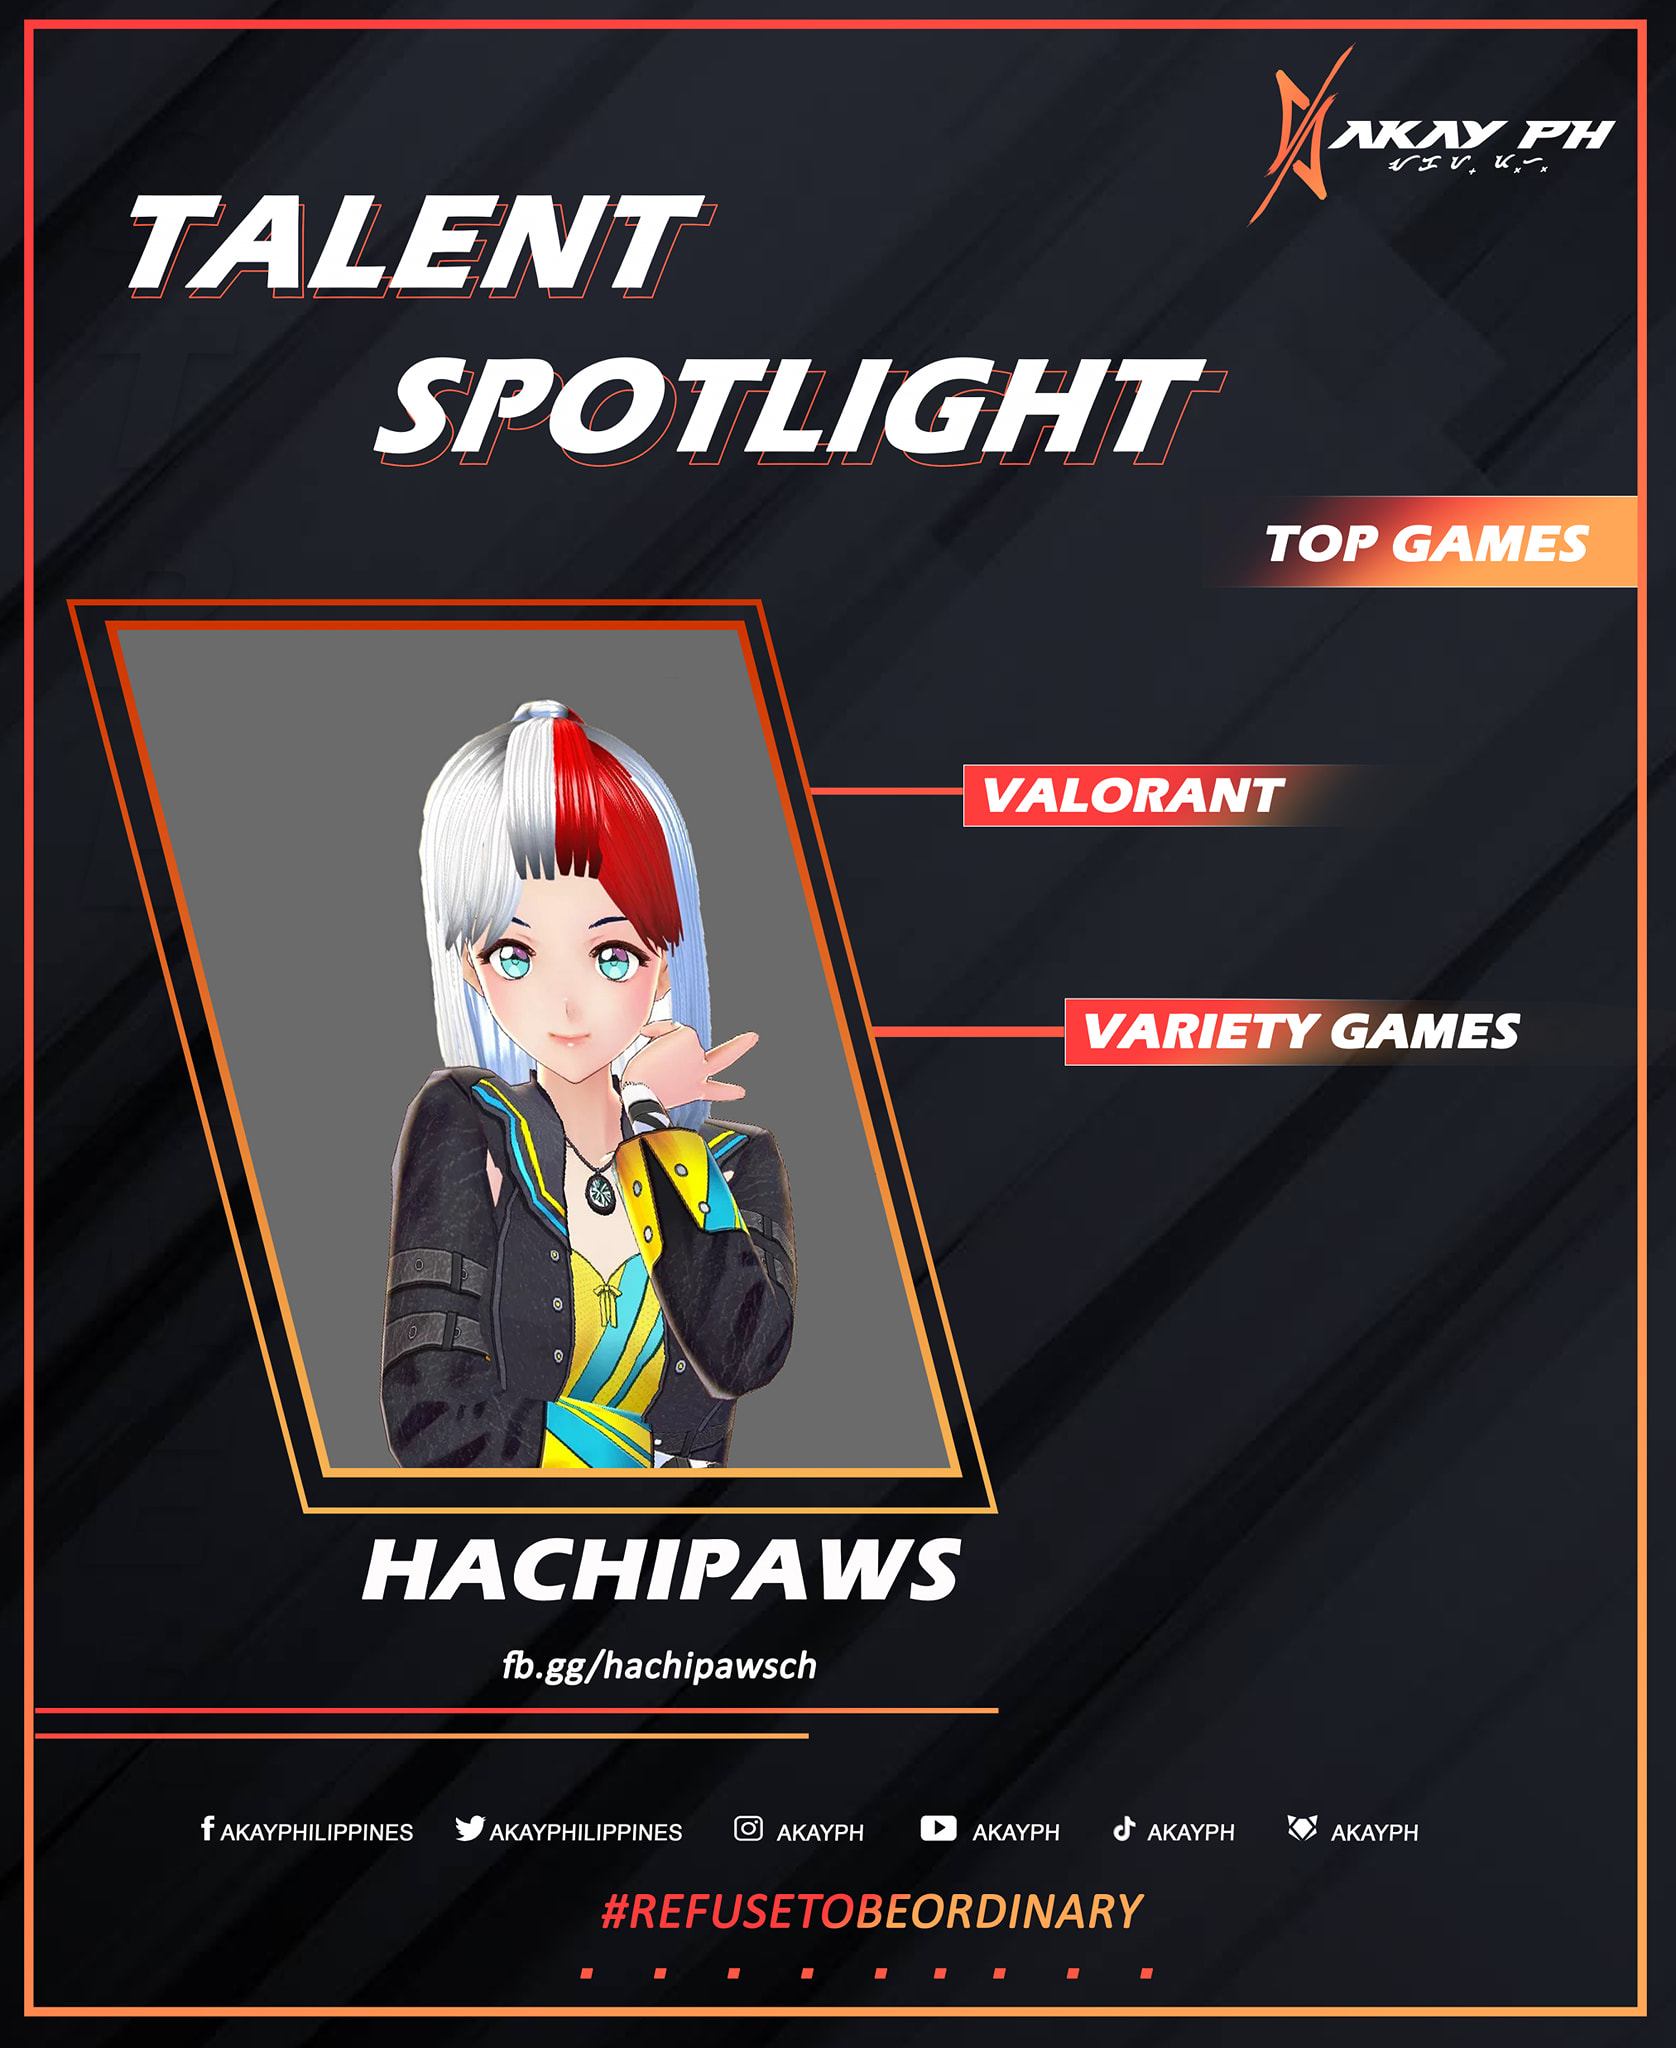 AKAY PH
TALENT
SPOTLIGHT
TOP GAMES
VALORANT
VARIETY GAMES
HACHIPAWS
fb.gg/hachipawsch
AKAYPHILIPPINES AKAYPHILIPPINES AKAYPH AKAYPH AKAYPH AKAYPH
#REFUSETOBEORDINARY